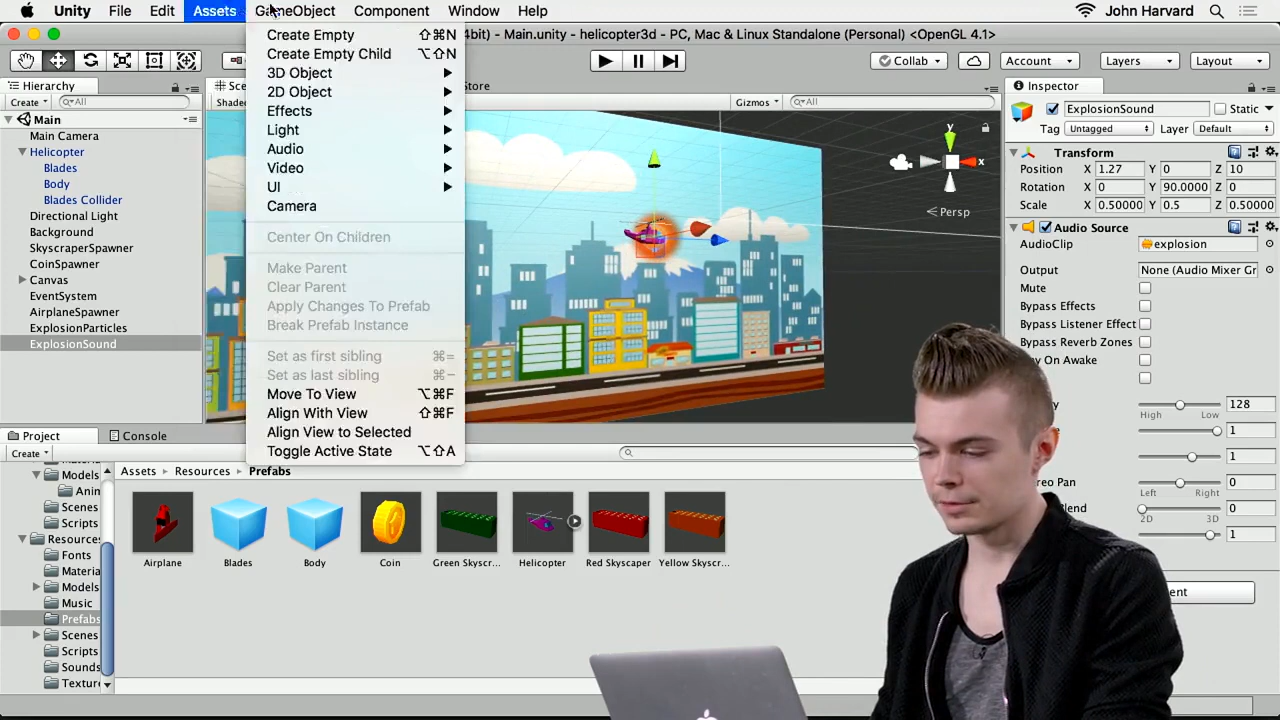 Unity File Edit Assets GameObject Component Window Help John Harvard
4bit) - Main.unity - helicopter3d - PC, Mac & Linux Standalone (Personal) <OpenGL 4.1>
Collab Account Layers Layout
Hierarchy
Create All
Main
Main Camera
Helicopter
Blades
Body
Blades Collider
Directional Light
Background
SkyscraperSpawner
CoinSpawner
Canvas
EventSystem
AirplaneSpawner
ExplosionParticles
ExplosionSound
Create Empty ⇧⌘N
Create Empty Child ⌥⇧N
3D Object
2D Object
Effects
Light
Audio
Video
UI
Camera
Center On Children
Make Parent
Clear Parent
Apply Changes To Prefab
Break Prefab Instance
Set as first sibling ⌘=
Set as last sibling ⌘-
Move To View ⌥⌘F
Align With View ⇧⌘F
Align View to Selected
Toggle Active State ⌥⇧A
Sce
Store
Shaded
Gizmos All
y
x
Persp
Inspector
ExplosionSound Static
Tag Untagged Layer Default
Transform
Position X 1.27 Y 0 Z 10
Rotation X 0 Y 90.0000 Z 0
Scale X 0.50000 Y 0.5 Z 0.50000
Audio Source
AudioClip explosion
Output None (Audio Mixer Gr
Mute
Bypass Effects
Bypass Listener Effect
Bypass Reverb Zones
y On Awake
y 128
High Low
1
1
ereo Pan 0
Left Right
lend 0
2D 3D
1
ent
Project Console
Create
Models
Anin
Scenes
Scripts
Resources
Fonts
Materia
Models
Music
Prefabs
Scenes
Scripts
Sounds
Texture
Assets Resources Prefabs
Airplane Blades Body Coin Green Skyscr... Helicopter Red Skyscaper Yellow Skyscr...